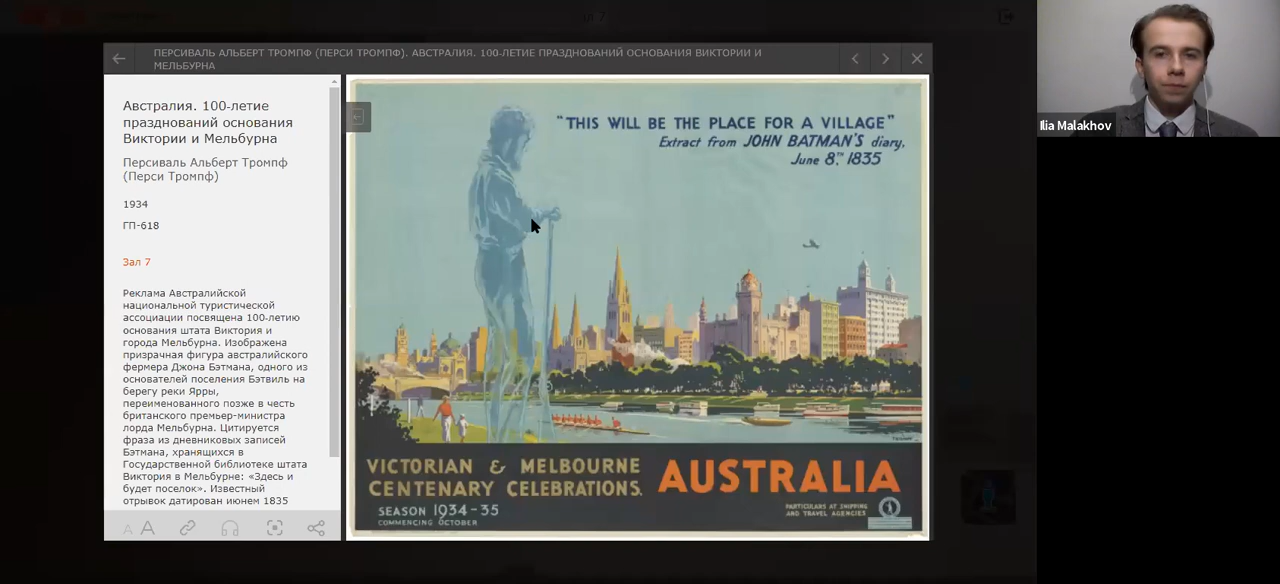 ПЕРСИВАЛЬ АЛЬБЕРТ ТРОМПФ (ПЕРСИ ТРОМПФ). АВСТРАЛИЯ. 100-ЛЕТИЕ ПРАЗДНОВАНИЙ ОСНОВАНИЯ ВИКТОРИИ И
МЕЛЬБУРНА
Австралия. 100-летие
празднований основания
Виктории и Мельбурна
Персиваль Альберт Тромпф
(Перси Тромпф)
1934
ГП-618
Зал 7
Реклама Австралийской
национальной туристической
ассоциации посвящена 100-летию
основания штата Виктория и
города Мельбурна. Изображена
призрачная фигура австралийского
фермера Джона Бэтмана, одного из
основателей поселения Бэтвиль на
берегу реки Ярры,
переименованного позже в честь
британского премьер-министра
лорда Мельбурна. Цитируется
фраза из дневниковых записей
Бэтмана, хранящихся в
Государственной библиотеке штата
Виктория в Мельбурне: «Здесь и
будет поселок». Известный
отрывок датирован июнем 1835
A A
"THIS WILL BE THE PLACE FOR A VILLAGE"
Extract from JOHN BATMAN'S diary,
June 8TH 1835
VICTORIAN & MELBOURNE
CENTENARY CELEBRATIONS.
AUSTRALIA
SEASON 1934-35
COMMENCING OCTOBER
PARTICULARS AT SHIPPING
AND TRAVEL AGENCIES
Ilia Malakhov